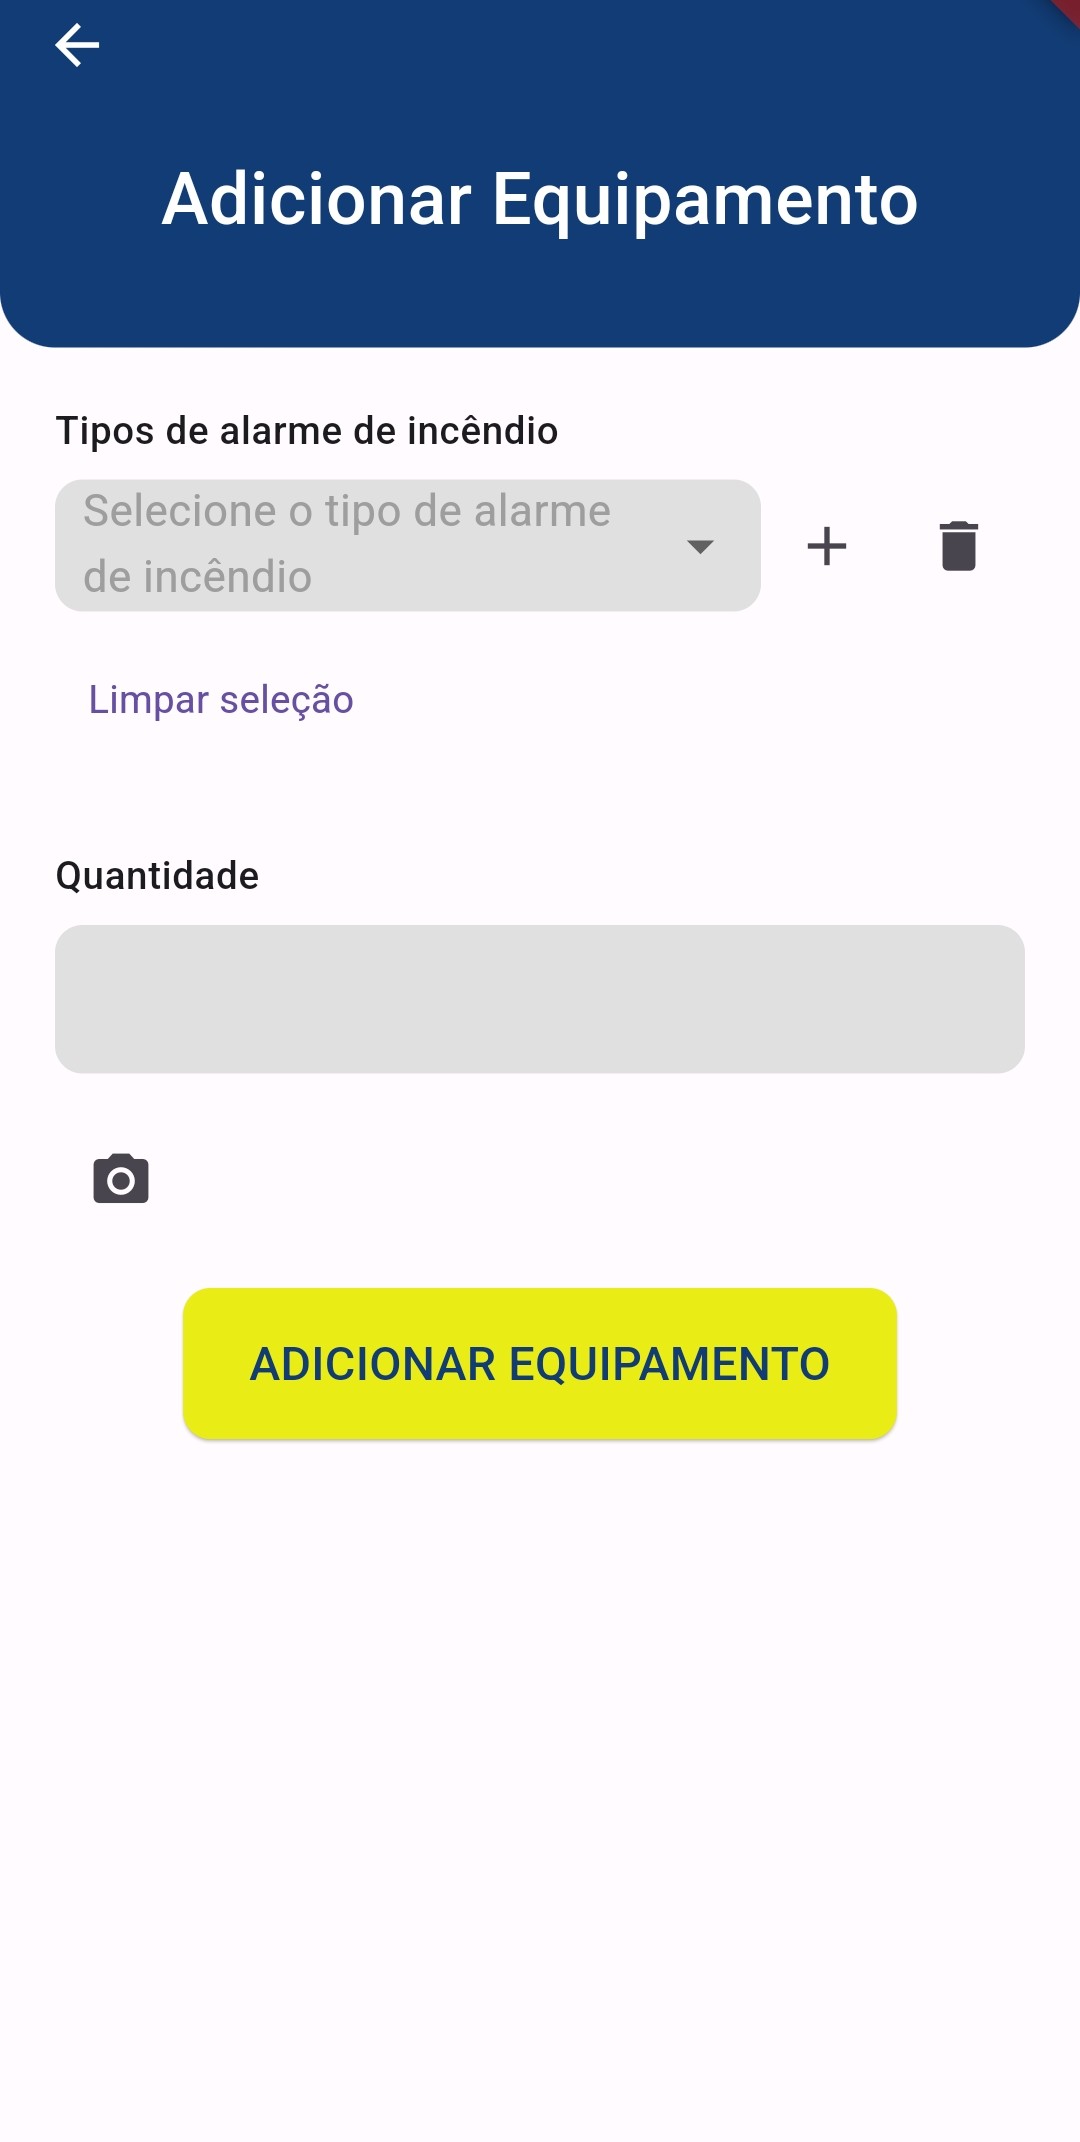 Adicionar Equipamento
Tipos de alarme de incêndio
Selecione o tipo de alarme
de incêndio
Limpar seleção
Quantidade
ADICIONAR EQUIPAMENTO